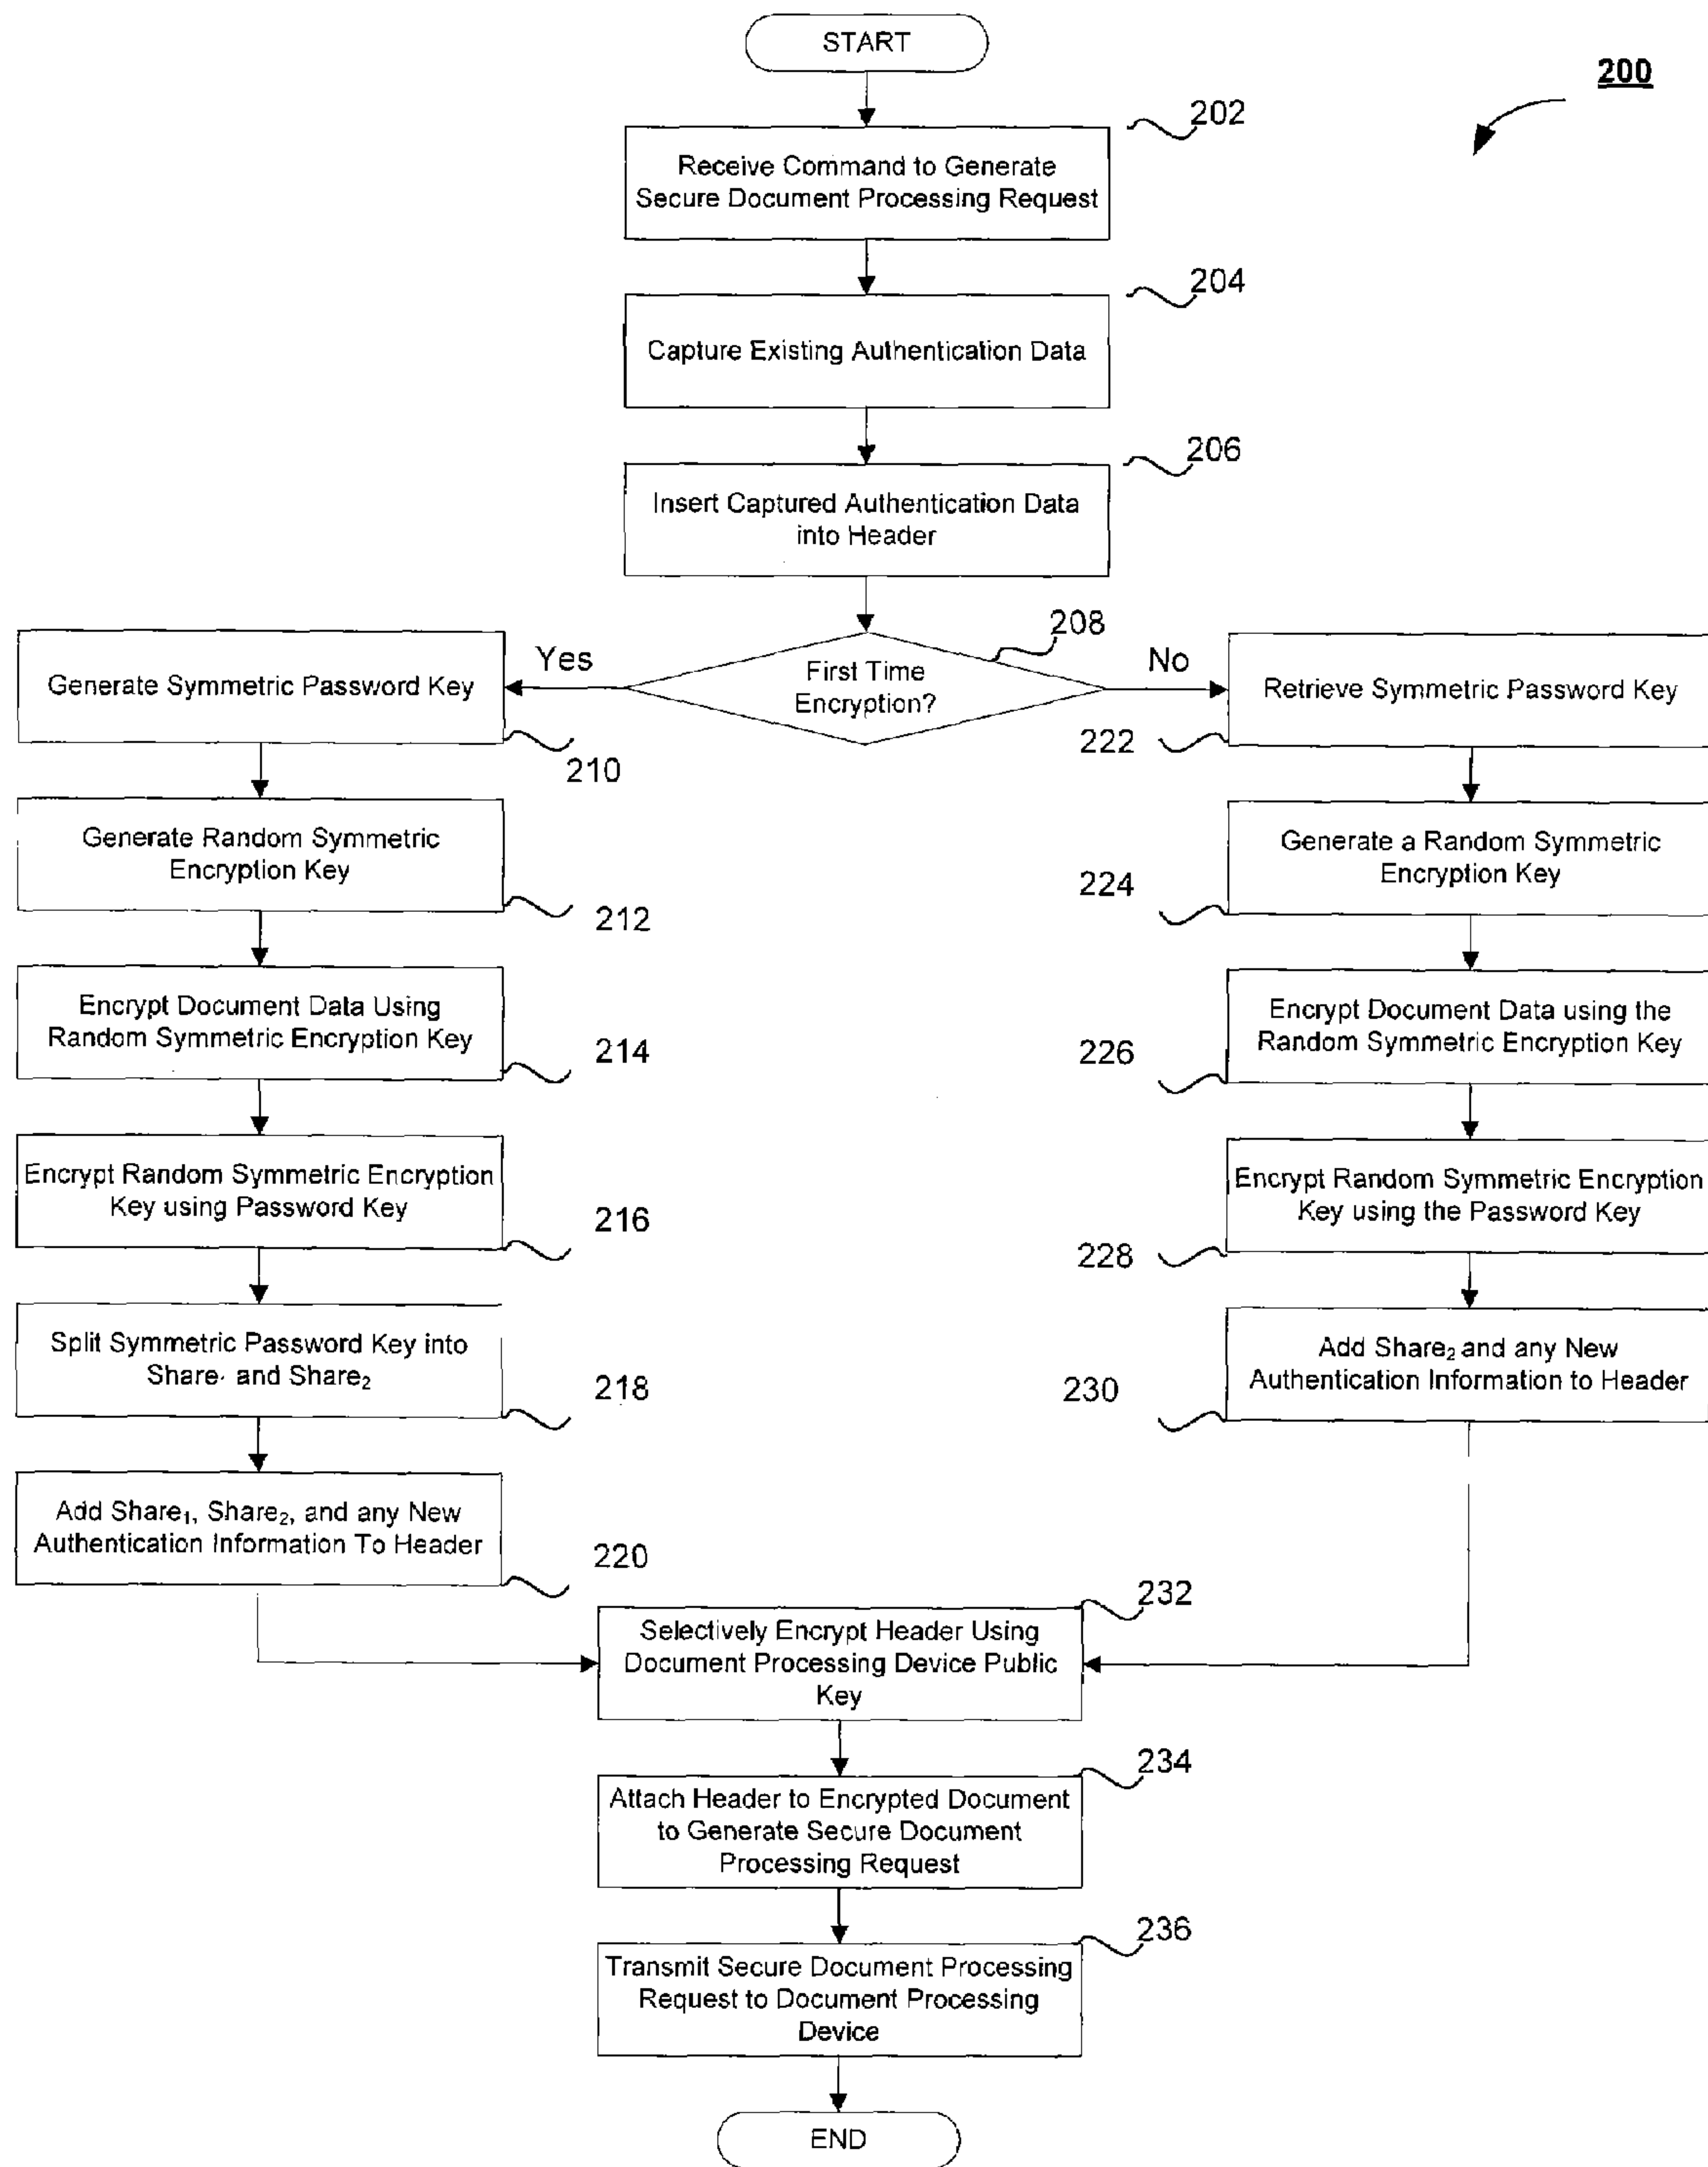 START
200
202
Receive Command to Generate
Secure Document Processing Request
204
Capture Existing Authentication Data
206
Insert Captured Authentication Data
into Header
208
First Time
Encryption?
Yes
No
Generate Symmetric Password Key
210
Generate Random Symmetric
Encryption Key
212
Encrypt Document Data Using
Random Symmetric Encryption Key
214
Encrypt Random Symmetric Encryption
Key using Password Key
216
Split Symmetric Password Key into
Share and Share₂
218
Add Share₁, Share₂, and any New
Authentication Information To Header
220
Retrieve Symmetric Password Key
222
Generate a Random Symmetric
Encryption Key
224
Encrypt Document Data using the
Random Symmetric Encryption Key
226
Encrypt Random Symmetric Encryption
Key using the Password Key
228
Add Share₂ and any New
Authentication Information to Header
230
232
Selectively Encrypt Header Using
Document Processing Device Public
Key
234
Attach Header to Encrypted Document
to Generate Secure Document
Processing Request
236
Transmit Secure Document Processing
Request to Document Processing
Device
END